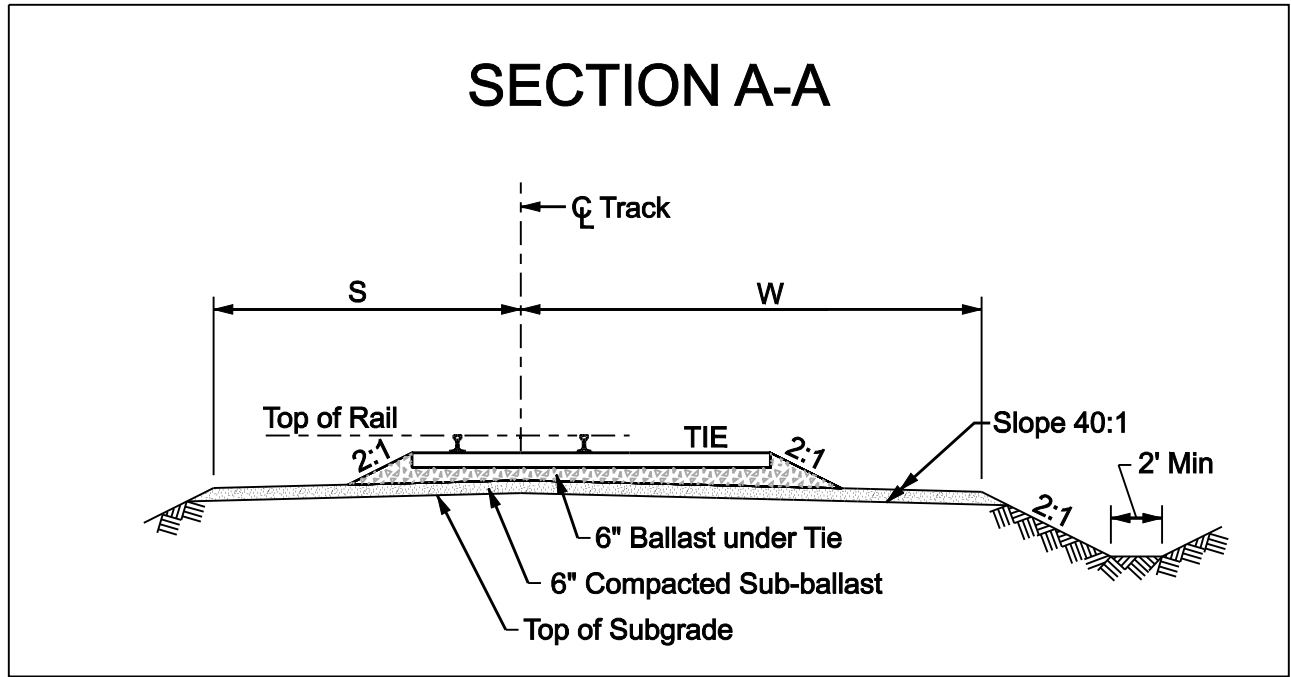 SECTION A-A
℄ Track
S
W
Top of Rail
TIE
2:1
2:1
Slope 40:1
2' Min
2:1
6" Ballast under Tie
6" Compacted Sub-ballast
Top of Subgrade